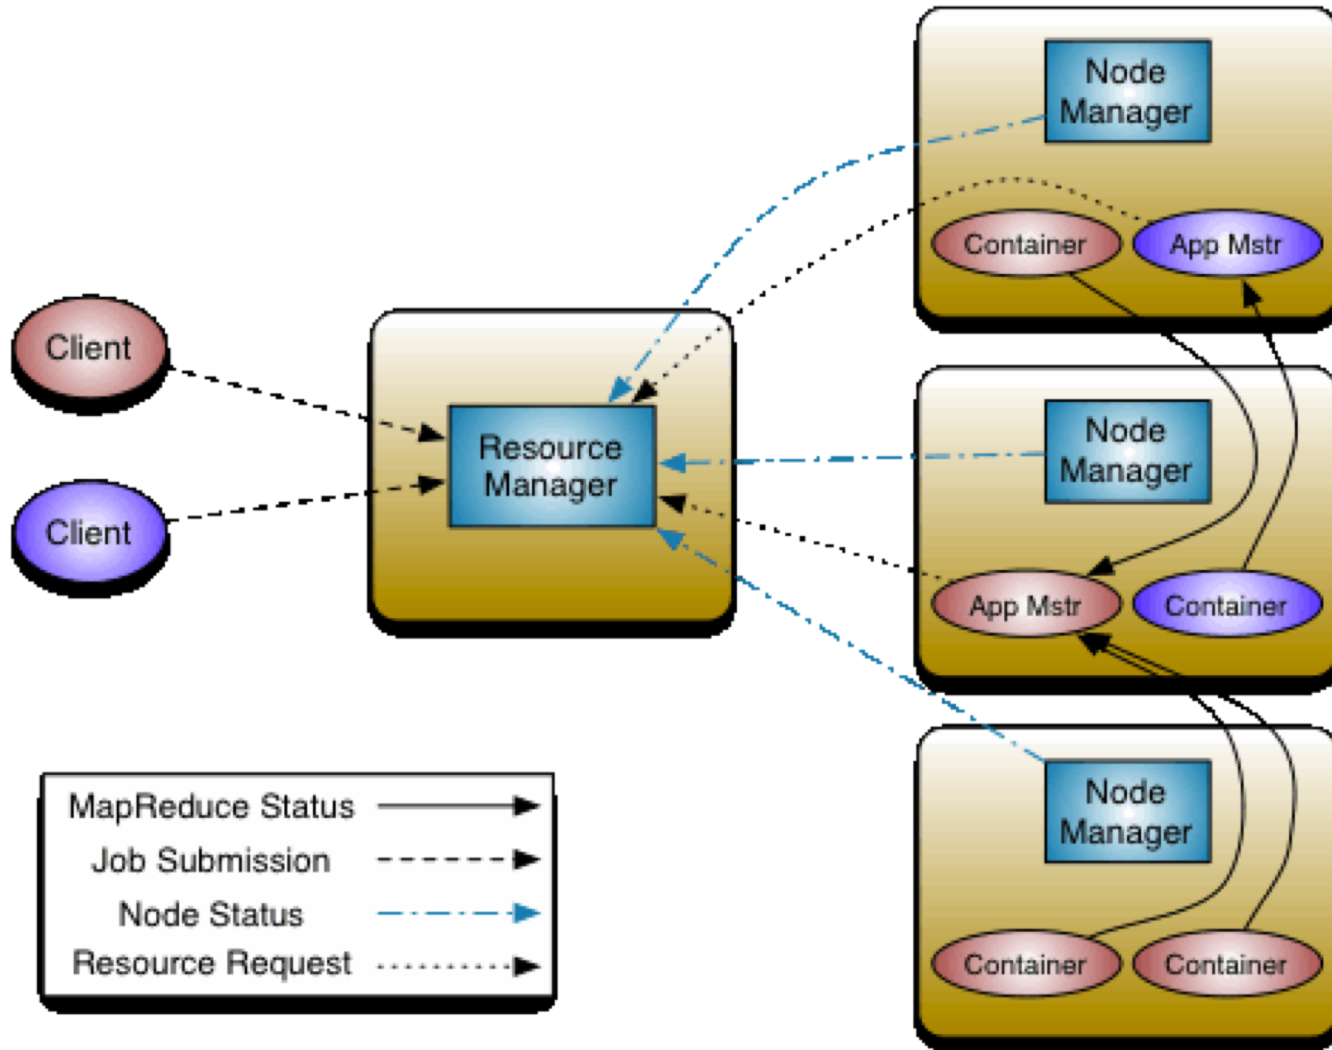 Node
Manager
Container
App Mstr
Client
Client
Resource
Manager
Node
Manager
App Mstr
Container
Node
Manager
Container
Container
MapReduce Status
Job Submission
Node Status
Resource Request